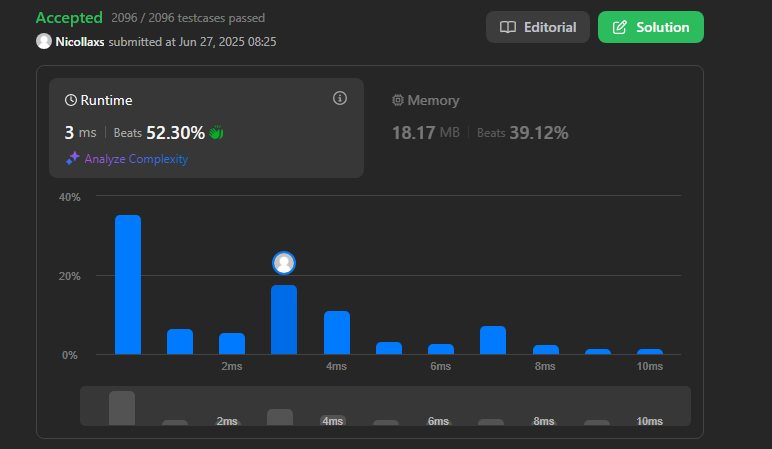 Accepted 2096 / 2096 testcases passed
Editorial
Solution
Nicollaxs submitted at Jun 27, 2025 08:25
Runtime
3 ms | Beats 52.30%
Analyze Complexity
Memory
18.17 MB | Beats 39.12%
40%
20%
0%
2ms 4ms 6ms 8ms 10ms
2ms 4ms 6ms 8ms 10ms